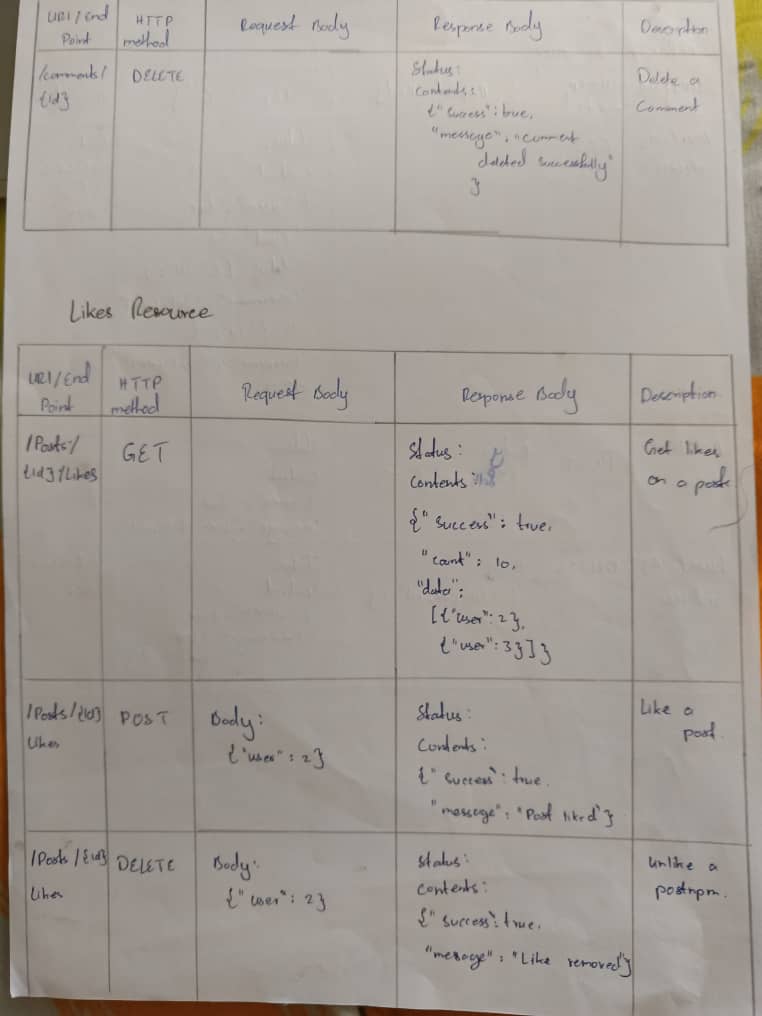 URI/End Point
HTTP method
Request Body
Response Body
Description
/comments/
{id}
DELETE
Status:
Contents:
{"success": true,
"message": "comment
deleted successfully"
}
Delete a
Comment
Likes Resource
URI/End Point
HTTP method
Request Body
Response Body
Description
/Posts/
{id}/Likes
GET
Status:
Contents:
{"success": true,
"count": 10,
"data":
[{"user": 2},
{"user": 3}]}
Get likes
on a post
/Posts/{id}
Likes
POST
Body:
{"user": 2}
Status:
Contents:
{"success": true.
"message": "Post liked"}
Like a
post.
/Posts/{id}
Likes
DELETE
Body:
{"user": 2}
Status:
Contents:
{"success": true,
"message": "Like removed"}
unlike a